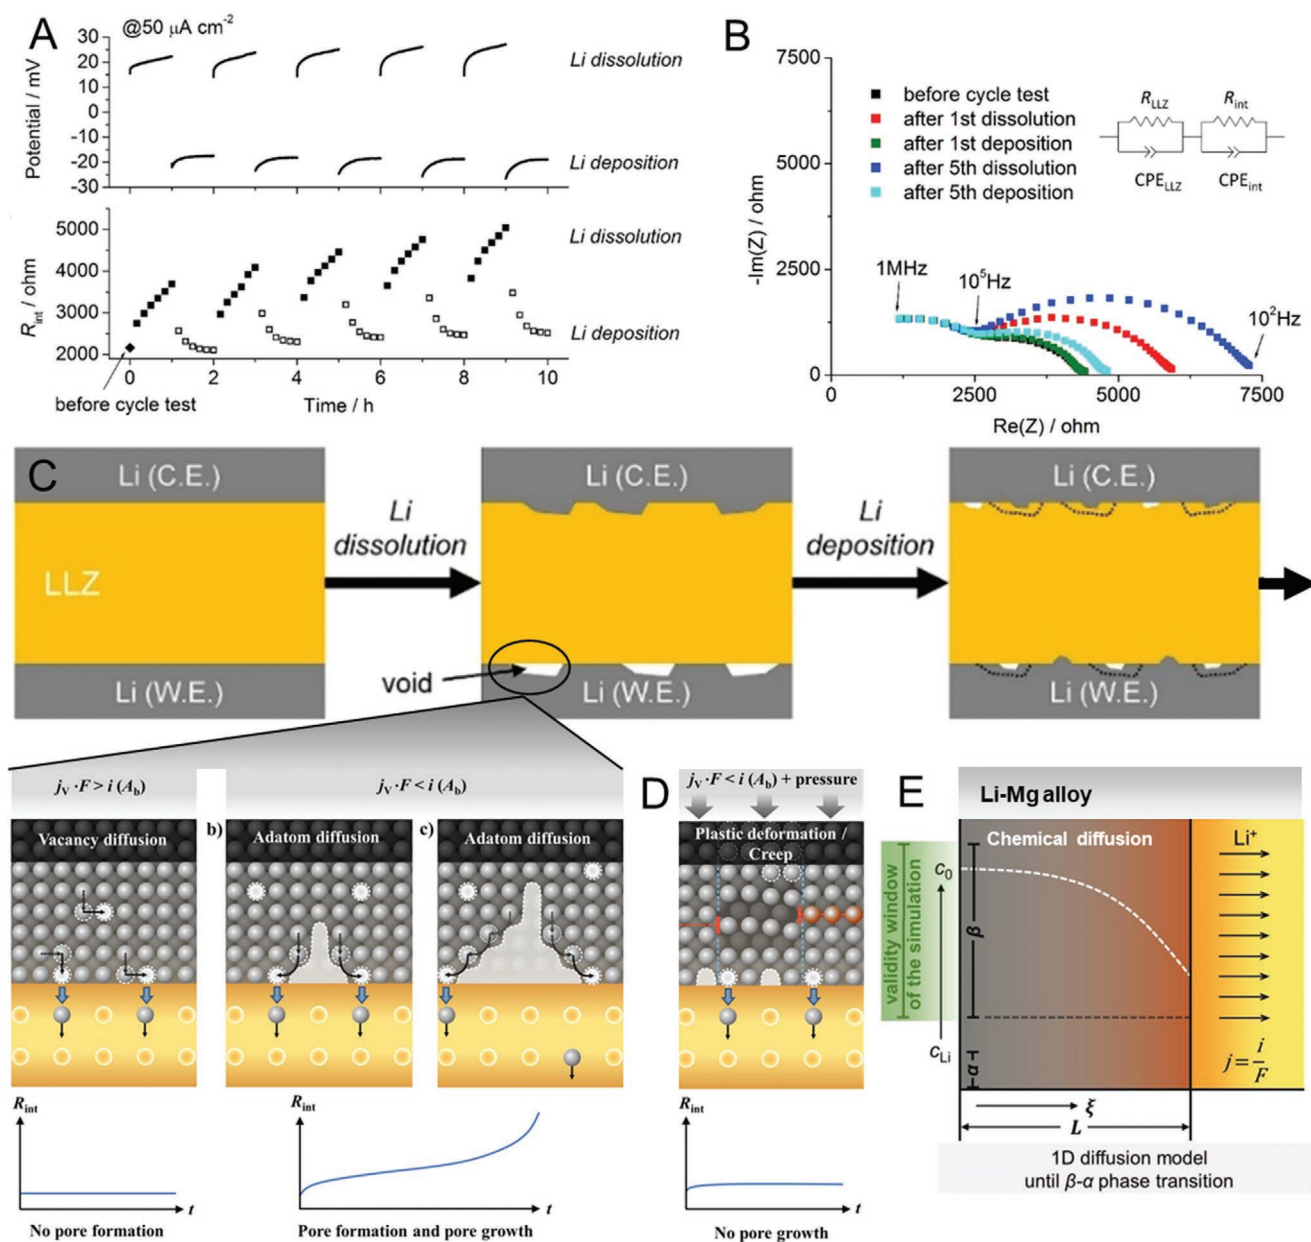 A
@50 μA cm⁻²
Potential / mV
30
20
10
0
-10
-20
-30
Li dissolution
Li deposition
R_int / ohm
5000
4000
3000
2000
Li dissolution
Li deposition
0 2 4 6 8 10
before cycle test
Time / h
B
-Im(Z) / ohm
7500
5000
2500
0
before cycle test
after 1st dissolution
after 1st deposition
after 5th dissolution
after 5th deposition
R_LLZ R_int
CPE_LLZ CPE_int
1MHz
10⁵Hz
10²Hz
2500 5000 7500
Re(Z) / ohm
C
Li (C.E.)
LLZ
Li (W.E.)
Li
dissolution
Li (C.E.)
void
Li (W.E.)
Li
deposition
Li (C.E.)
Li (W.E.)
j_V · F > i (A_b)
Vacancy diffusion
j_V · F < i (A_b)
b)
Adatom diffusion
c)
Adatom diffusion
R_int
t
No pore formation
R_int
t
Pore formation and pore growth
D
j_V · F < i (A_b) + pressure
Plastic deformation /
Creep
R_int
t
No pore growth
E
Li-Mg alloy
Chemical diffusion
Li⁺
validity window
of the simulation
c₀
β
c_Li
α
j = i/F
ξ
L
1D diffusion model
until β-α phase transition